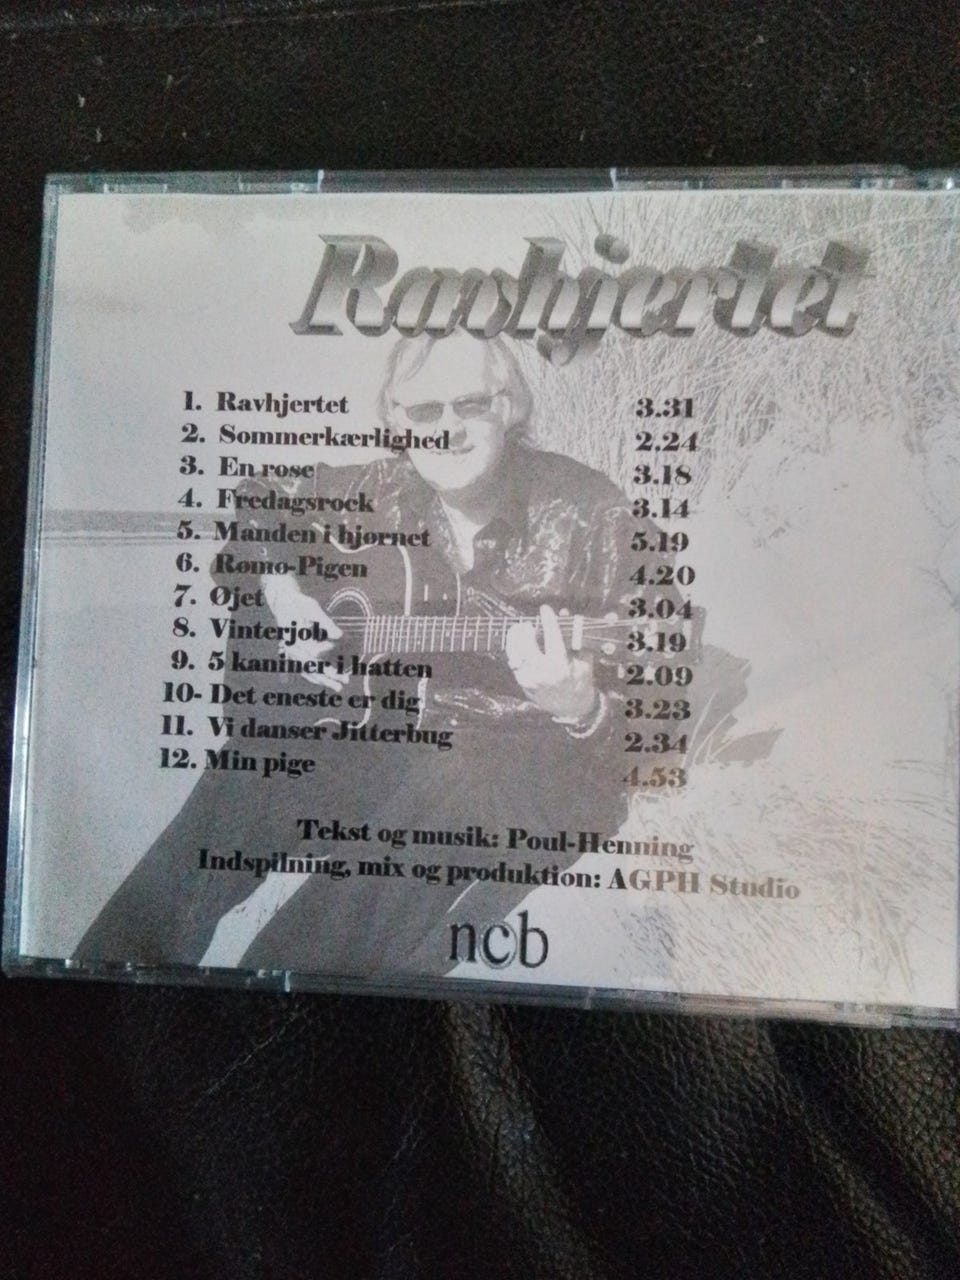 Ravhjertet
1. Ravhjertet 3.31
2. Sommerkærlighed 2.24
3. En rose 3.18
4. Fredagsrock 3.14
5. Manden i hjørnet 5.19
6. Rømø-Pigen 4.20
7. Øjet 3.04
8. Vinterjob 3.19
9. 5 kaniner i hatten 2.09
10- Det eneste er dig 3.23
11. Vi danser Jitterbug 2.34
12. Min pige 4.53
Tekst og musik: Poul-Henning
Indspilning, mix og produktion: AGPH Studio
ncb